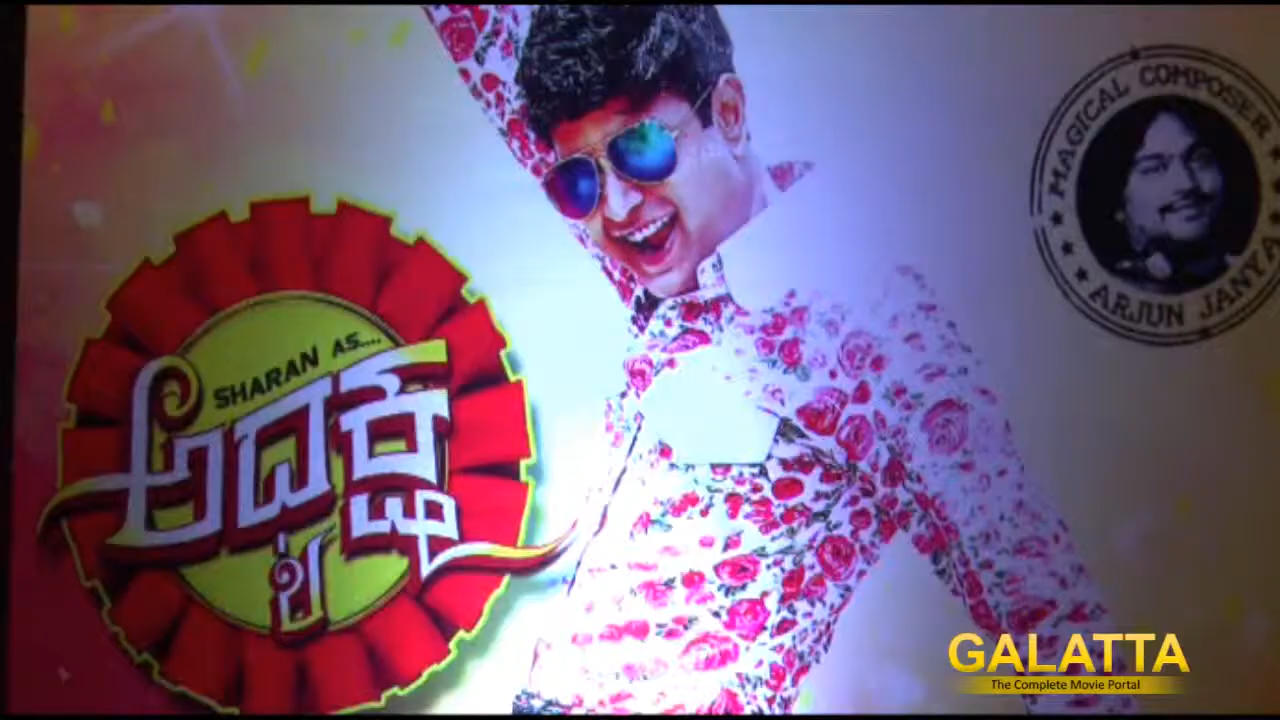 SHARAN AS....
ಅಧ್ಯಕ್ಷ
MAGICAL COMPOSER
ARJUN JANYA
GALATTA
The Complete Movie Portal